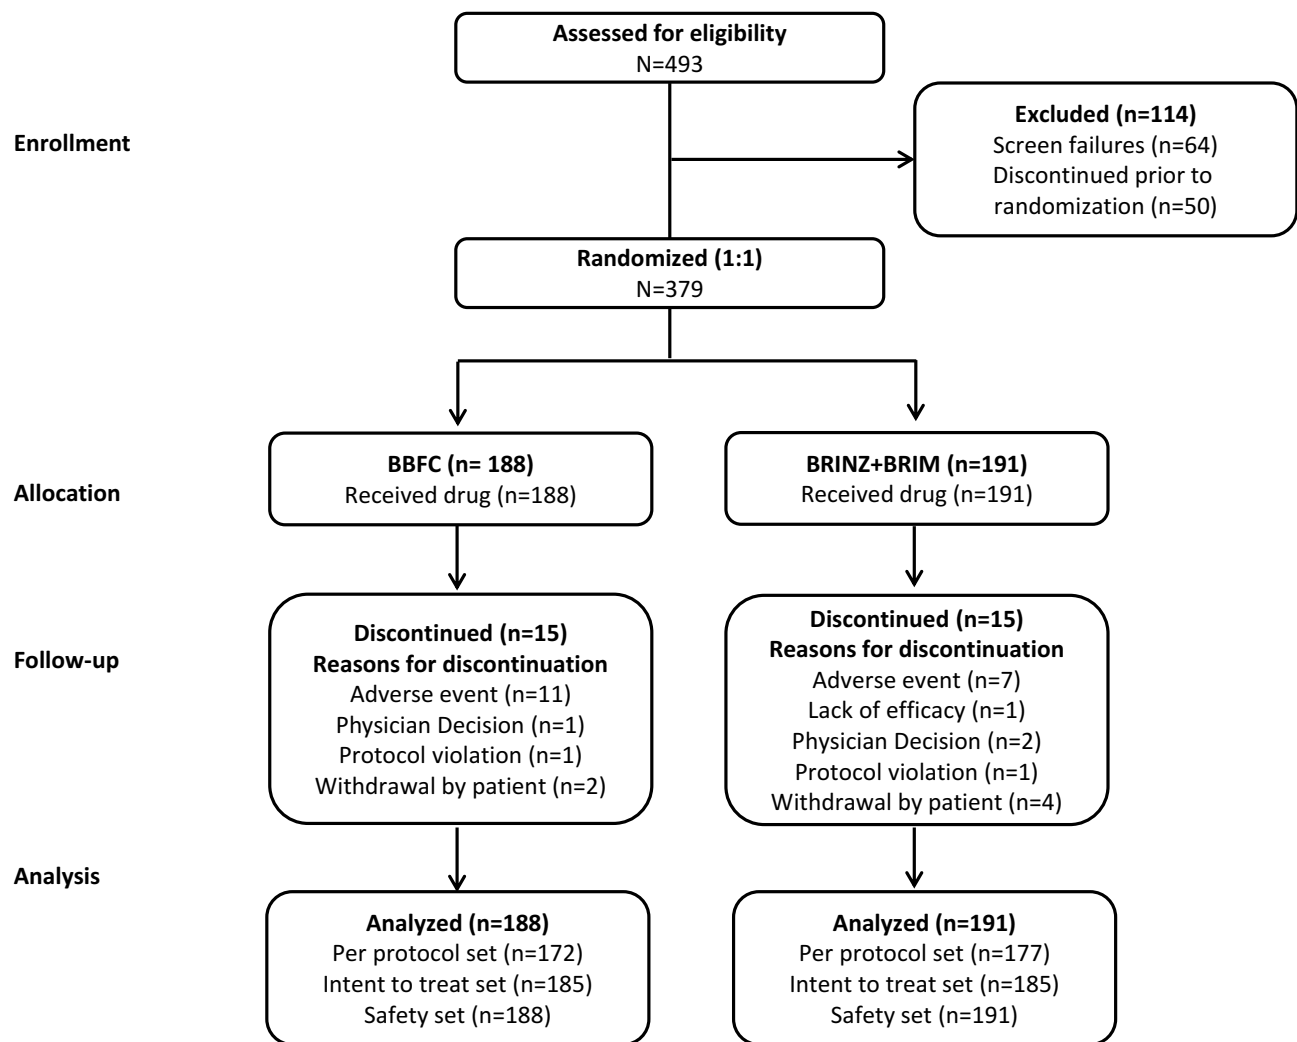 Assessed for eligibility
N=493
Enrollment
Excluded (n=114)
Screen failures (n=64)
Discontinued prior to
randomization (n=50)
Randomized (1:1)
N=379
Allocation
BBFC (n= 188)
Received drug (n=188)
BRINZ+BRIM (n=191)
Received drug (n=191)
Follow-up
Discontinued (n=15)
Reasons for discontinuation
Adverse event (n=11)
Physician Decision (n=1)
Protocol violation (n=1)
Withdrawal by patient (n=2)
Discontinued (n=15)
Reasons for discontinuation
Adverse event (n=7)
Lack of efficacy (n=1)
Physician Decision (n=2)
Protocol violation (n=1)
Withdrawal by patient (n=4)
Analysis
Analyzed (n=188)
Per protocol set (n=172)
Intent to treat set (n=185)
Safety set (n=188)
Analyzed (n=191)
Per protocol set (n=177)
Intent to treat set (n=185)
Safety set (n=191)